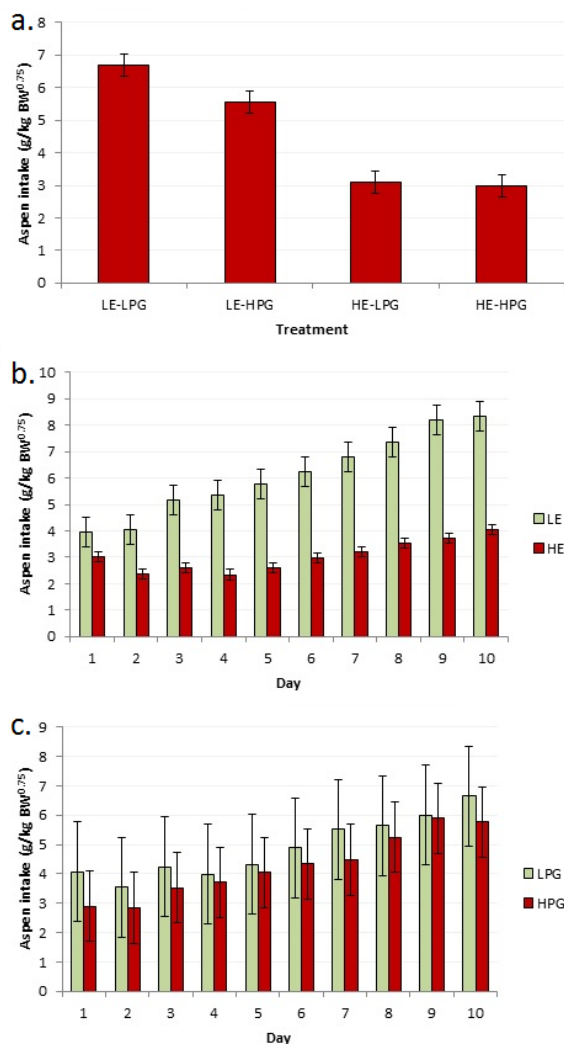 a.
Aspen intake (g/kg BW0.75)
8
7
6
5
4
3
2
1
0
LE-LPG LE-HPG HE-LPG HE-HPG
Treatment
b.
Aspen intake (g/kg BW0.75)
10
9
8
7
6
5
4
3
2
1
0
LE
HE
1 2 3 4 5 6 7 8 9 10
Day
c.
Aspen intake (g/kg BW0.75)
9
8
7
6
5
4
3
2
1
0
LPG
HPG
1 2 3 4 5 6 7 8 9 10
Day